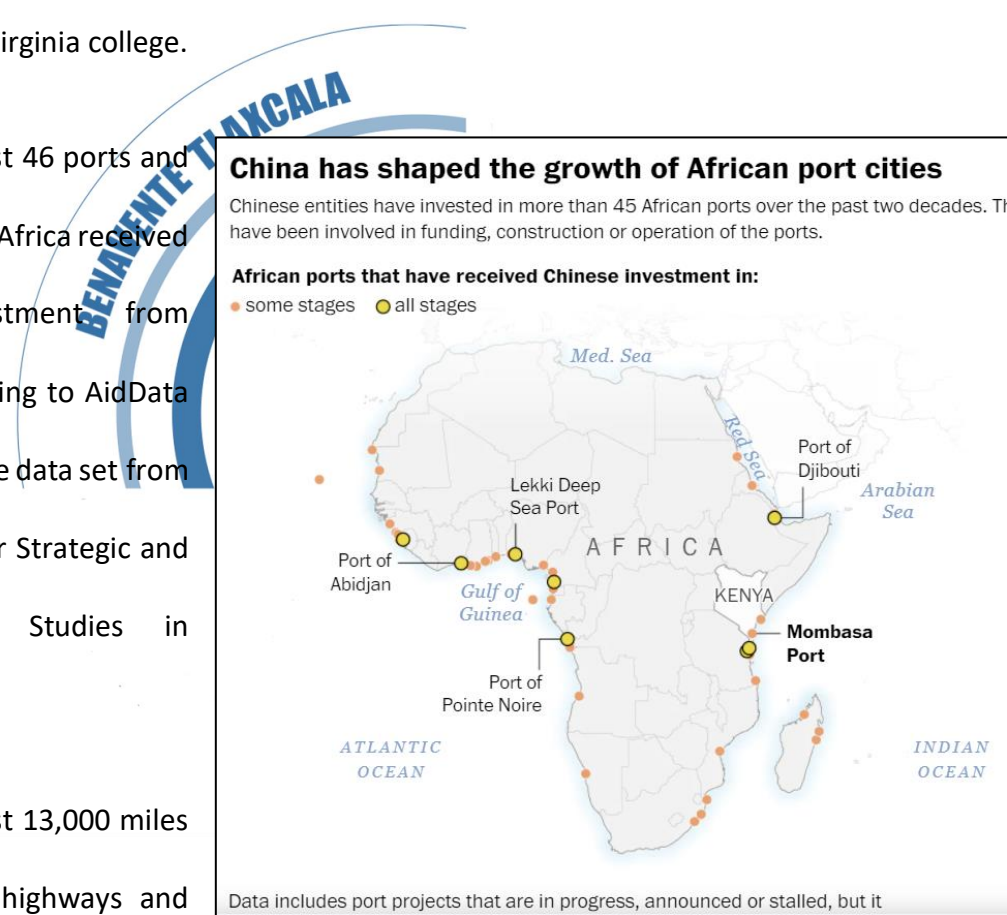 irginia college.
st 46 ports and
Africa received
stment from
ing to AidData
e data set from
r Strategic and
Studies in
st 13,000 miles
highways and
BENAVENTE TLAXCALA
China has shaped the growth of African port cities
Chinese entities have invested in more than 45 African ports over the past two decades. Th
have been involved in funding, construction or operation of the ports.
African ports that have received Chinese investment in:
some stages all stages
Med. Sea
Red Sea
Port of
Djibouti
Arabian
Sea
Lekki Deep
Sea Port
AFRICA
Port of
Abidjan
Gulf of
Guinea
KENYA
Mombasa
Port
Port of
Pointe Noire
ATLANTIC
OCEAN
INDIAN
OCEAN
Data includes port projects that are in progress, announced or stalled, but it